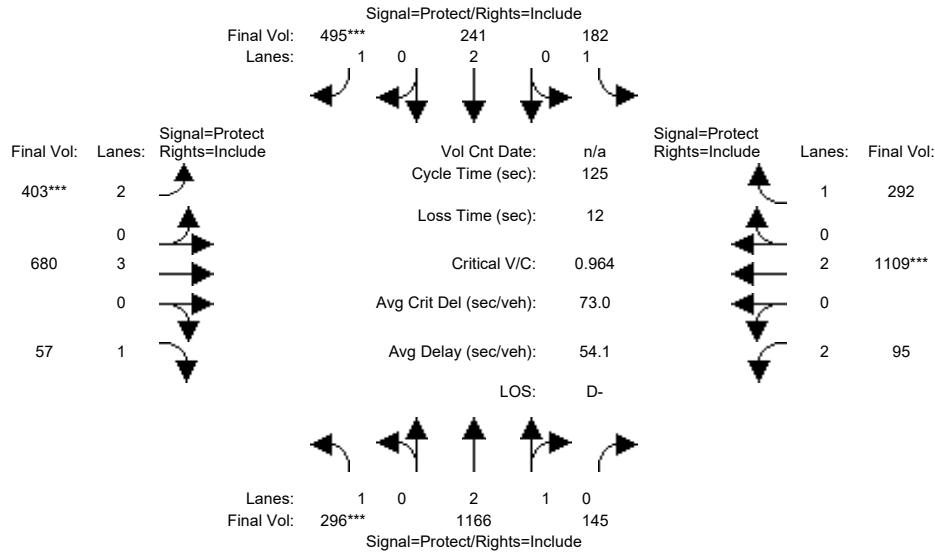 Signal=Protect/Rights=Include
Final Vol: 495*** 241 182
Lanes: 1 0 2 0 1
Signal=Protect
Final Vol: Lanes: Rights=Include
Vol Cnt Date: n/a
Signal=Protect
Rights=Include Lanes: Final Vol:
Cycle Time (sec): 125
403*** 2
1 292
Loss Time (sec): 12
0
0
680 3
Critical V/C: 0.964
2 1109***
0
Avg Crit Del (sec/veh): 73.0
0
57 1
Avg Delay (sec/veh): 54.1
2 95
LOS: D-
Lanes: 1 0 2 1 0
Final Vol: 296*** 1166 145
Signal=Protect/Rights=Include